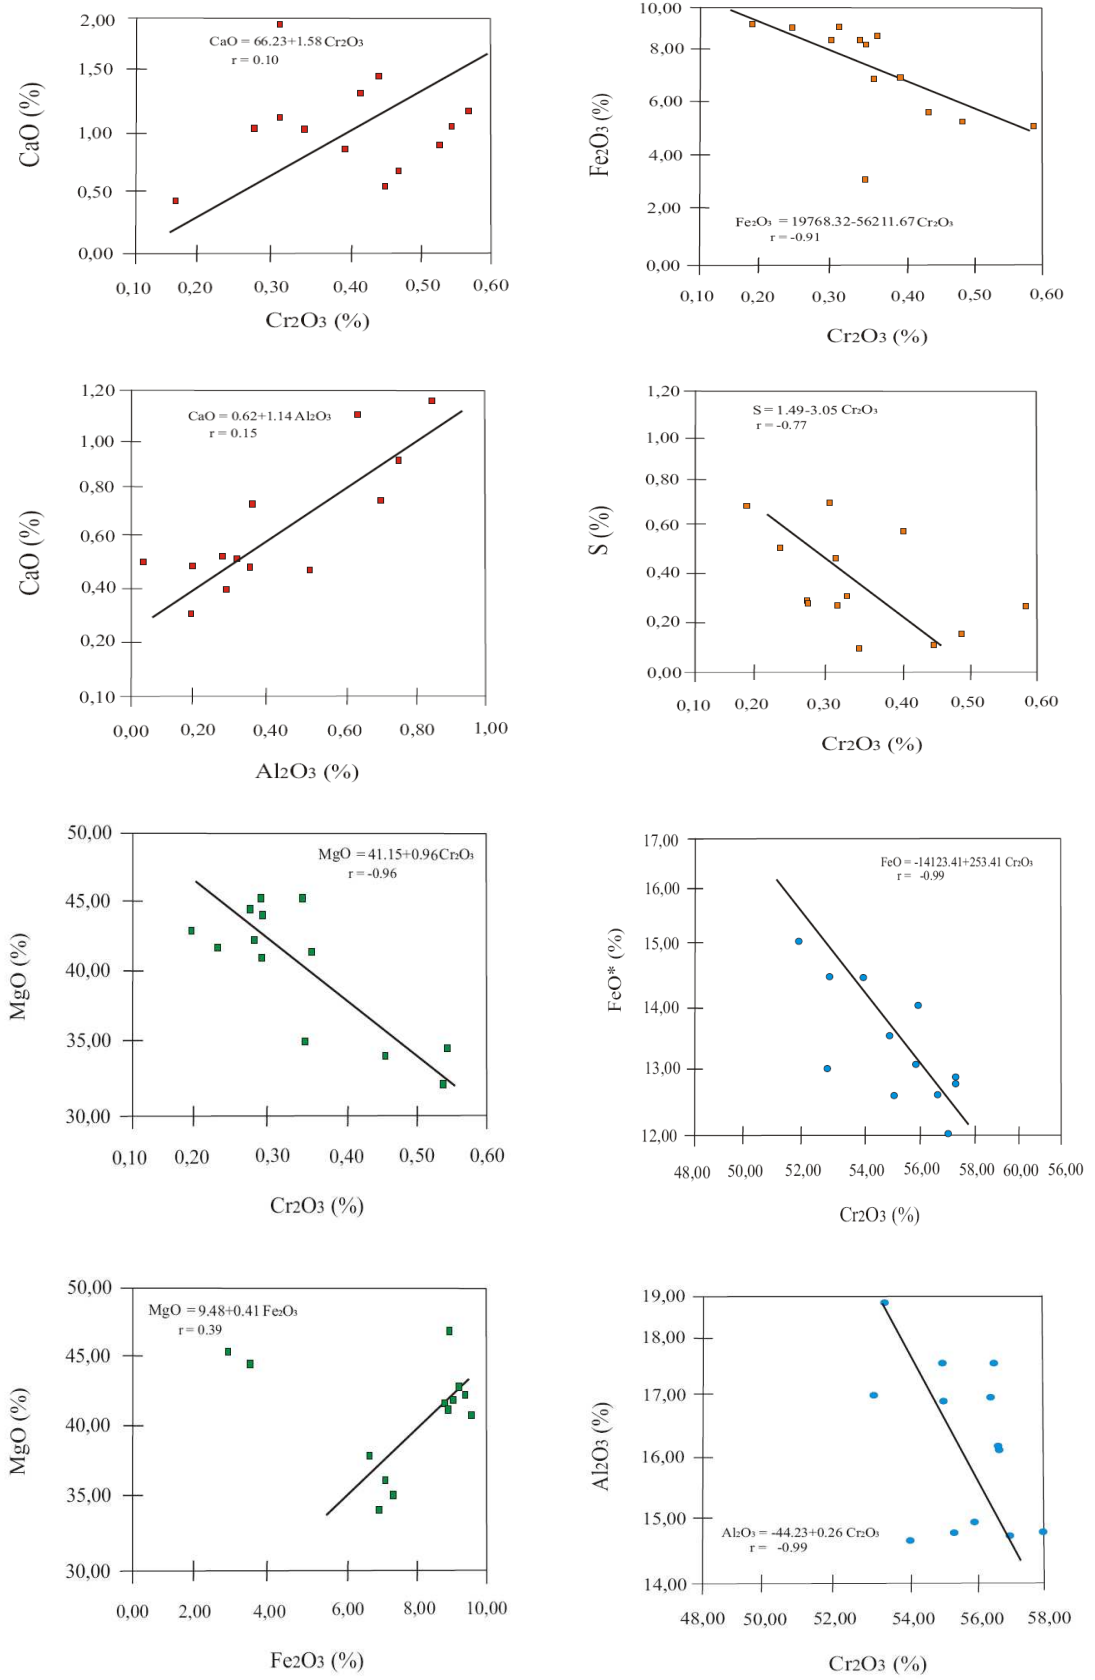 2,00
1,50
1,00
0,50
0,00
CaO (%)
CaO = 66.23+1.58 Cr2O3
r = 0.10
0,10 0,20 0,30 0,40 0,50 0,60
Cr2O3 (%)
10,00
8,00
6,00
4,00
2,00
0,00
Fe2O3 (%)
Fe2O3 = 19768.32-56211.67 Cr2O3
r = -0.91
0,10 0,20 0,30 0,40 0,50 0,60
Cr2O3 (%)
1,20
1,00
0,80
0,60
0,40
0,20
0,10
CaO (%)
CaO = 0.62+1.14 Al2O3
r = 0.15
0,00 0,20 0,40 0,60 0,80 1,00
Al2O3 (%)
1,20
1,00
0,80
0,60
0,40
0,20
0,00
S (%)
S = 1.49-3.05 Cr2O3
r = -0.77
0,10 0,20 0,30 0,40 0,50 0,60
Cr2O3 (%)
50,00
45,00
40,00
35,00
30,00
MgO (%)
MgO = 41.15+0.96Cr2O3
r = -0.96
0,10 0,20 0,30 0,40 0,50 0,60
Cr2O3 (%)
17,00
16,00
15,00
14,00
13,00
12,00
FeO* (%)
FeO = -14123.41+253.41 Cr2O3
r = -0.99
48,00 50,00 52,00 54,00 56,00 58,00 60,00 56,00
Cr2O3 (%)
50,00
45,00
40,00
35,00
30,00
MgO (%)
MgO = 9.48+0.41 Fe2O3
r = 0.39
0,00 2,00 4,00 6,00 8,00 10,00
Fe2O3 (%)
19,00
18,00
17,00
16,00
15,00
14,00
Al2O3 (%)
Al2O3 = -44.23+0.26 Cr2O3
r = -0.99
48,00 50,00 52,00 54,00 56,00 58,00
Cr2O3 (%)